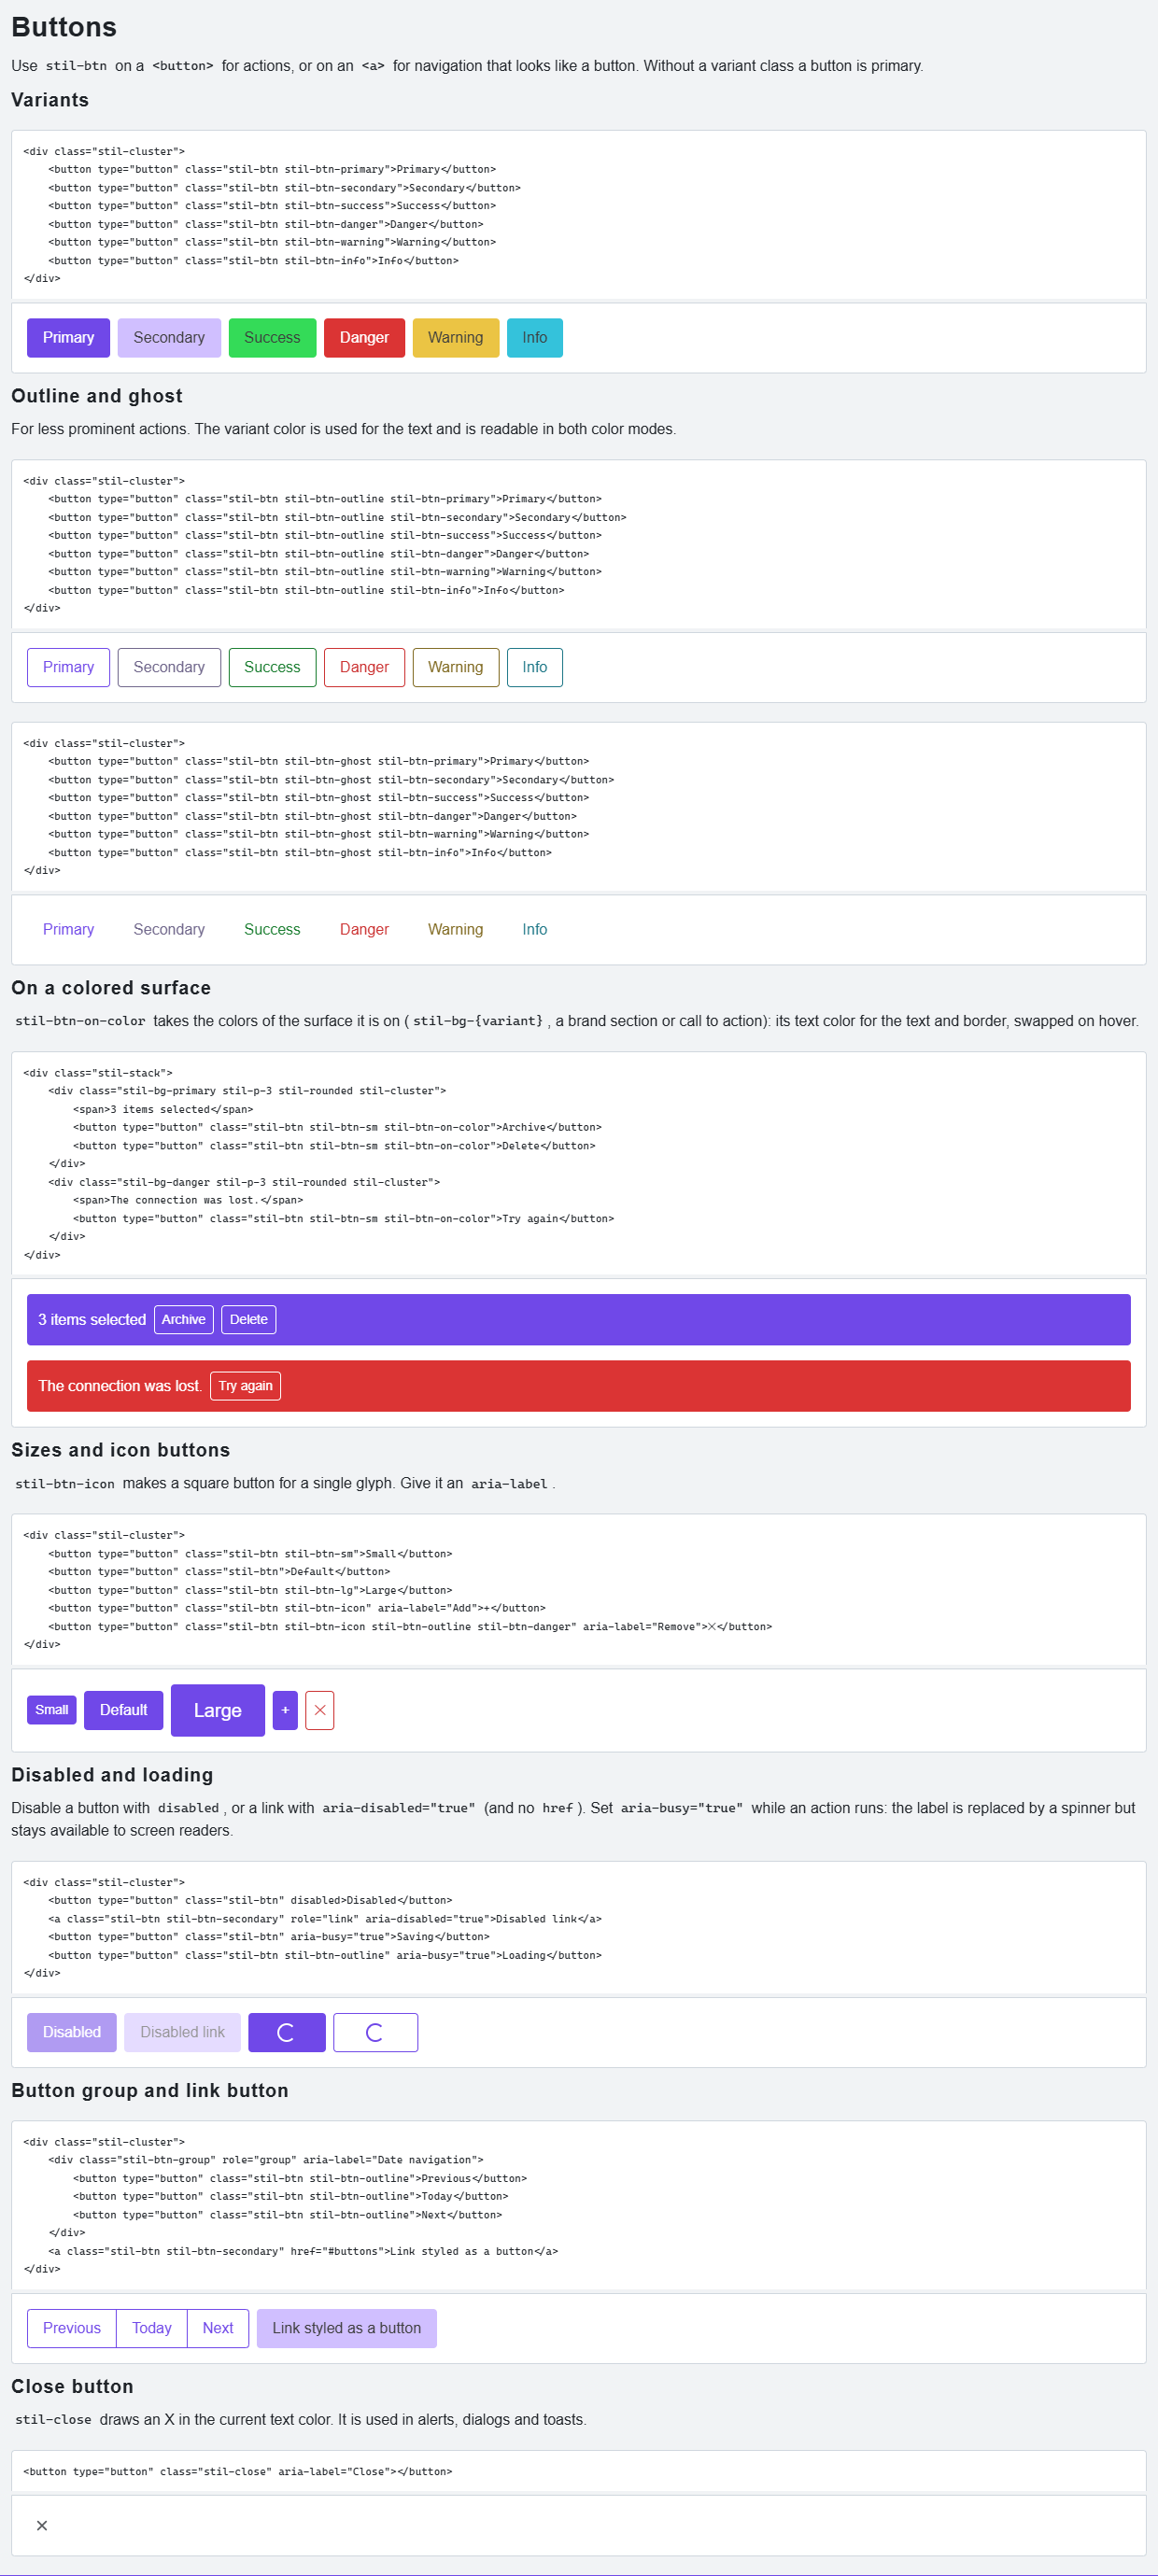 Buttons
Use stil-btn on a <button> for actions, or on an <a> for navigation that looks like a button. Without a variant class a button is primary.
Variants
<div class="stil-cluster">
    <button type="button" class="stil-btn stil-btn-primary">Primary</button>
    <button type="button" class="stil-btn stil-btn-secondary">Secondary</button>
    <button type="button" class="stil-btn stil-btn-success">Success</button>
    <button type="button" class="stil-btn stil-btn-danger">Danger</button>
    <button type="button" class="stil-btn stil-btn-warning">Warning</button>
    <button type="button" class="stil-btn stil-btn-info">Info</button>
</div>
Primary Secondary Success Danger Warning Info
Outline and ghost
For less prominent actions. The variant color is used for the text and is readable in both color modes.
<div class="stil-cluster">
    <button type="button" class="stil-btn stil-btn-outline stil-btn-primary">Primary</button>
    <button type="button" class="stil-btn stil-btn-outline stil-btn-secondary">Secondary</button>
    <button type="button" class="stil-btn stil-btn-outline stil-btn-success">Success</button>
    <button type="button" class="stil-btn stil-btn-outline stil-btn-danger">Danger</button>
    <button type="button" class="stil-btn stil-btn-outline stil-btn-warning">Warning</button>
    <button type="button" class="stil-btn stil-btn-outline stil-btn-info">Info</button>
</div>
Primary Secondary Success Danger Warning Info
<div class="stil-cluster">
    <button type="button" class="stil-btn stil-btn-ghost stil-btn-primary">Primary</button>
    <button type="button" class="stil-btn stil-btn-ghost stil-btn-secondary">Secondary</button>
    <button type="button" class="stil-btn stil-btn-ghost stil-btn-success">Success</button>
    <button type="button" class="stil-btn stil-btn-ghost stil-btn-danger">Danger</button>
    <button type="button" class="stil-btn stil-btn-ghost stil-btn-warning">Warning</button>
    <button type="button" class="stil-btn stil-btn-ghost stil-btn-info">Info</button>
</div>
Primary Secondary Success Danger Warning Info
On a colored surface
stil-btn-on-color takes the colors of the surface it is on ( stil-bg-{variant} , a brand section or call to action): its text color for the text and border, swapped on hover.
<div class="stil-stack">
    <div class="stil-bg-primary stil-p-3 stil-rounded stil-cluster">
        <span>3 items selected</span>
        <button type="button" class="stil-btn stil-btn-sm stil-btn-on-color">Archive</button>
        <button type="button" class="stil-btn stil-btn-sm stil-btn-on-color">Delete</button>
    </div>
    <div class="stil-bg-danger stil-p-3 stil-rounded stil-cluster">
        <span>The connection was lost.</span>
        <button type="button" class="stil-btn stil-btn-sm stil-btn-on-color">Try again</button>
    </div>
</div>
3 items selected Archive Delete
The connection was lost. Try again
Sizes and icon buttons
stil-btn-icon makes a square button for a single glyph. Give it an aria-label .
<div class="stil-cluster">
    <button type="button" class="stil-btn stil-btn-sm">Small</button>
    <button type="button" class="stil-btn">Default</button>
    <button type="button" class="stil-btn stil-btn-lg">Large</button>
    <button type="button" class="stil-btn stil-btn-icon" aria-label="Add">+</button>
    <button type="button" class="stil-btn stil-btn-icon stil-btn-outline stil-btn-danger" aria-label="Remove">✕</button>
</div>
Small Default Large + ✕
Disabled and loading
Disable a button with disabled , or a link with aria-disabled="true" (and no href ). Set aria-busy="true" while an action runs: the label is replaced by a spinner but
stays available to screen readers.
<div class="stil-cluster">
    <button type="button" class="stil-btn" disabled>Disabled</button>
    <a class="stil-btn stil-btn-secondary" role="link" aria-disabled="true">Disabled link</a>
    <button type="button" class="stil-btn" aria-busy="true">Saving</button>
    <button type="button" class="stil-btn stil-btn-outline" aria-busy="true">Loading</button>
</div>
Disabled Disabled link
Button group and link button
<div class="stil-cluster">
    <div class="stil-btn-group" role="group" aria-label="Date navigation">
        <button type="button" class="stil-btn stil-btn-outline">Previous</button>
        <button type="button" class="stil-btn stil-btn-outline">Today</button>
        <button type="button" class="stil-btn stil-btn-outline">Next</button>
    </div>
    <a class="stil-btn stil-btn-secondary" href="#buttons">Link styled as a button</a>
</div>
Previous Today Next Link styled as a button
Close button
stil-close draws an X in the current text color. It is used in alerts, dialogs and toasts.
<button type="button" class="stil-close" aria-label="Close"></button>